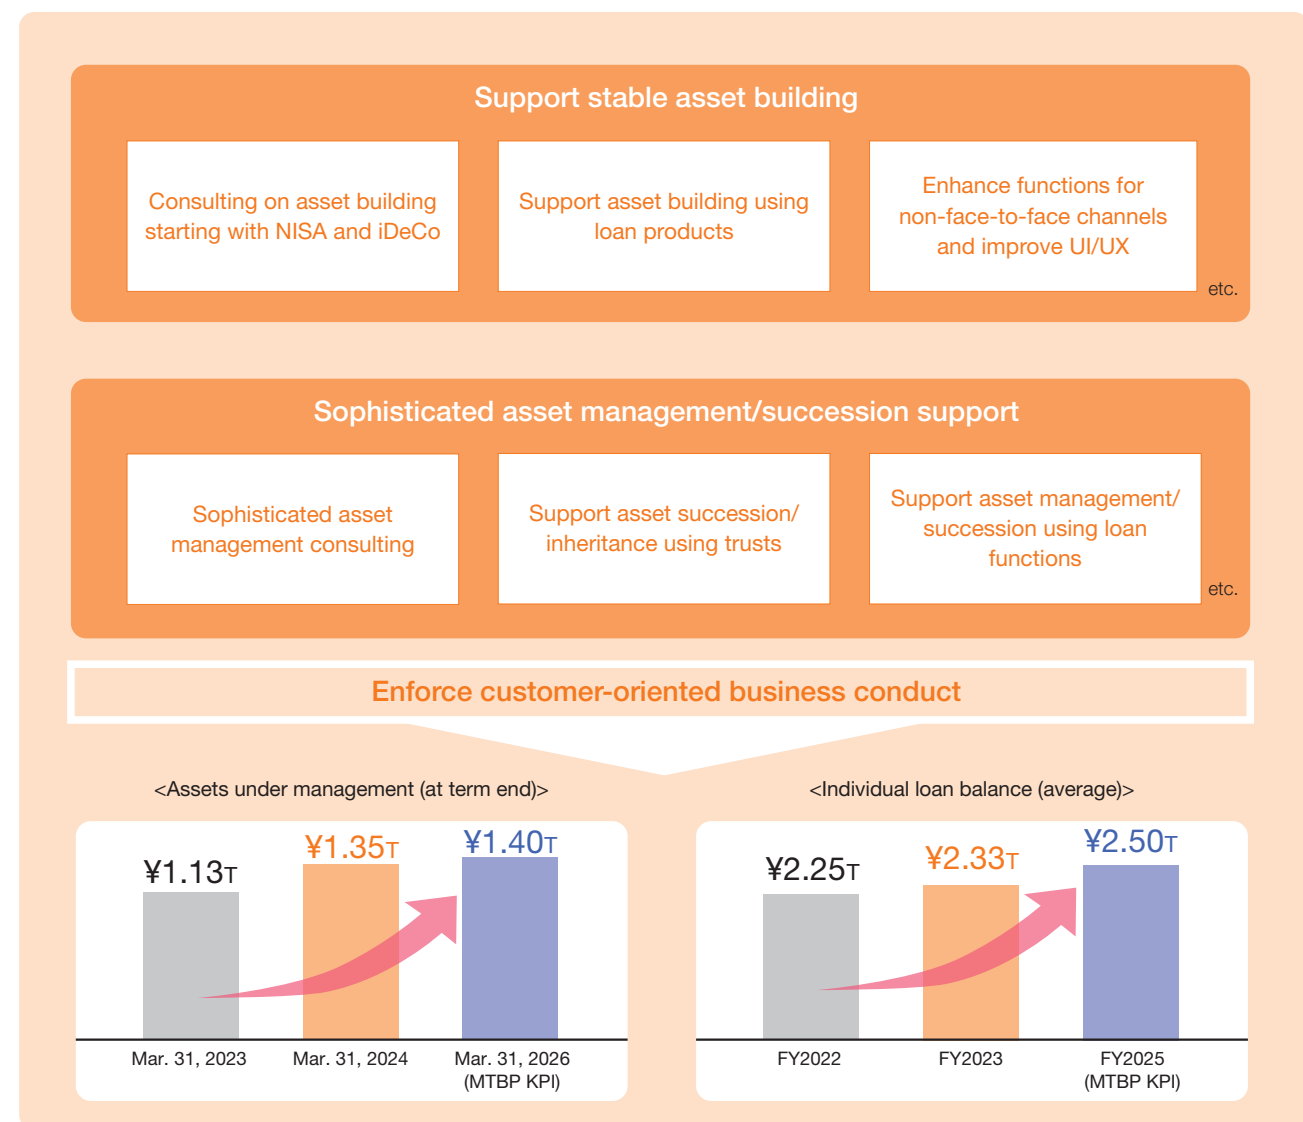 Support stable asset building
Consulting on asset building
starting with NISA and iDeCo
Support asset building using
loan products
Enhance functions for
non-face-to-face channels
and improve UI/UX
etc.
Sophisticated asset management/succession support
Sophisticated asset
management consulting
Support asset succession/
inheritance using trusts
Support asset management/
succession using loan
functions
etc.
Enforce customer-oriented business conduct
<Assets under management (at term end)>
¥1.13T
¥1.35T
¥1.40T
Mar. 31, 2023
Mar. 31, 2024
Mar. 31, 2026
(MTBP KPI)
<Individual loan balance (average)>
¥2.25T
¥2.33T
¥2.50T
FY2022
FY2023
FY2025
(MTBP KPI)